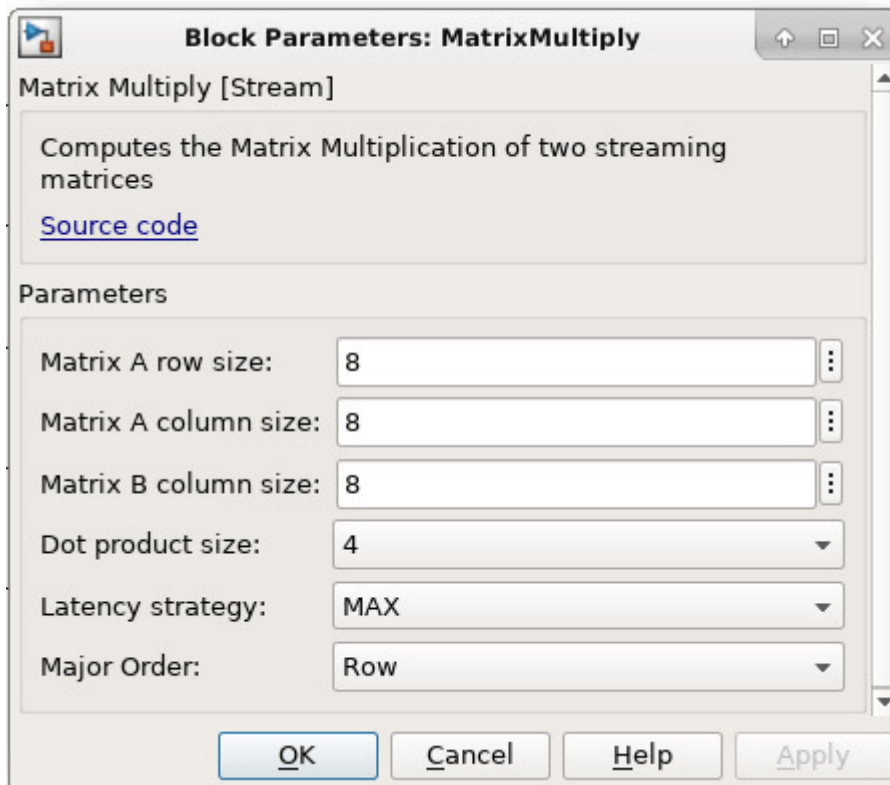 Block Parameters: MatrixMultiply
Matrix Multiply [Stream]
Computes the Matrix Multiplication of two streaming
matrices
Source code
Parameters
Matrix A row size: 8
Matrix A column size: 8
Matrix B column size: 8
Dot product size: 4
Latency strategy: MAX
Major Order: Row
OK Cancel Help Apply